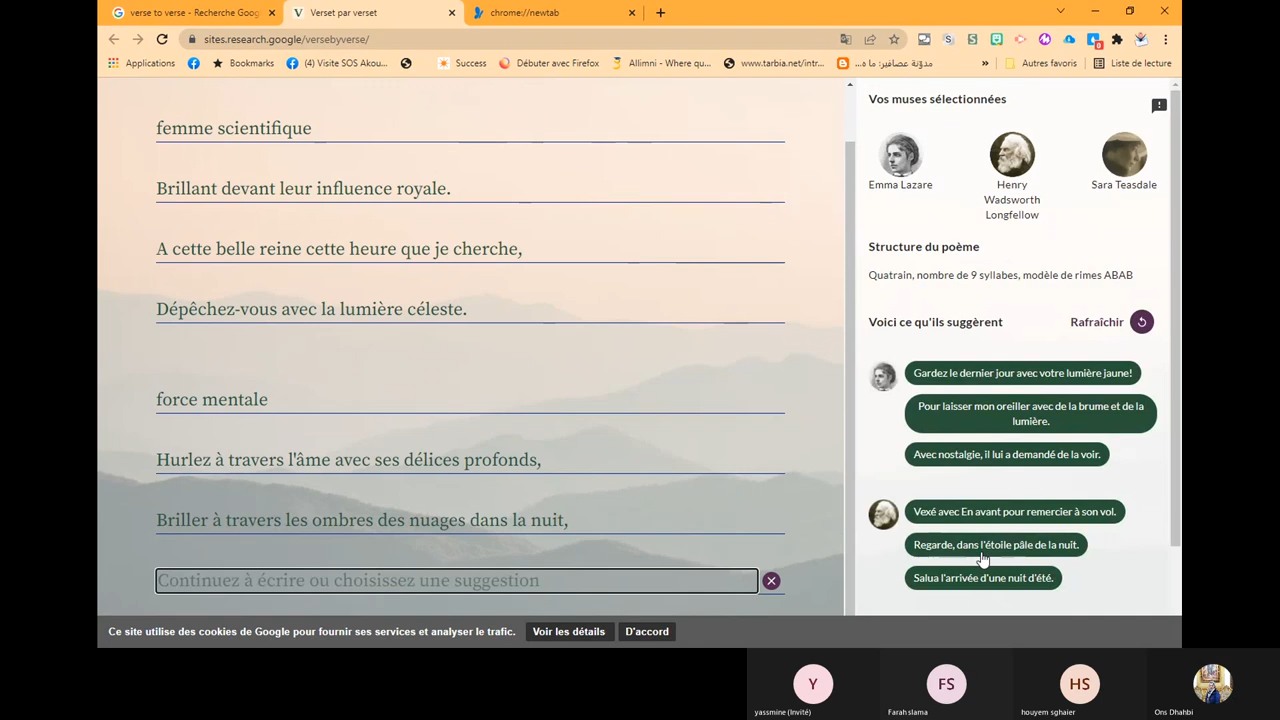 verse to verse - Recherche Goog
Verset par verset
chrome://newtab
sites.research.google/versebyverse/
Applications
Bookmarks
(4) Visite SOS Akou...
Success
Débuter avec Firefox
Allimni - Where qu...
www.tarbia.net/intr...
مدوّنة عصافير: ما ه...
»
Autres favoris
Liste de lecture
femme scientifique
Brillant devant leur influence royale.
A cette belle reine cette heure que je cherche,
Dépêchez-vous avec la lumière céleste.
force mentale
Hurlez à travers l'âme avec ses délices profonds,
Briller à travers les ombres des nuages dans la nuit,
Continuez à écrire ou choisissez une suggestion
Vos muses sélectionnées
Emma Lazare
Henry
Wadsworth
Longfellow
Sara Teasdale
Structure du poème
Quatrain, nombre de 9 syllabes, modèle de rimes ABAB
Voici ce qu'ils suggèrent
Rafraîchir
Gardez le dernier jour avec votre lumière jaune!
Pour laisser mon oreiller avec de la brume et de la
lumière.
Avec nostalgie, il lui a demandé de la voir.
Vexé avec En avant pour remercier à son vol.
Regarde, dans l'étoile pâle de la nuit.
Salua l'arrivée d'une nuit d'été.
Ce site utilise des cookies de Google pour fournir ses services et analyser le trafic.
Voir les détails
D'accord
Y
yassmine (Invité)
FS
Farah slama
HS
houyem sghaier
Ons Dhahbi